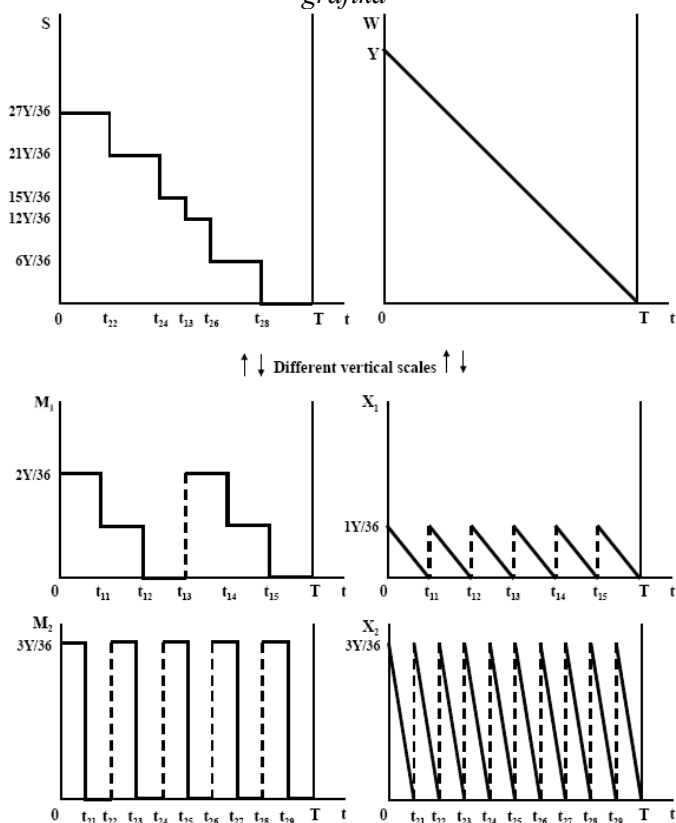 grafika
S
W
Y
27Y/36
21Y/36
15Y/36
12Y/36
6Y/36
0 t22 t24 t13 t26 t28 T t
0 T t
↑ ↓ Different vertical scales ↑ ↓
M1
X1
2Y/36
1Y/36
0 t11 t12 t13 t14 t15 T t
0 t11 t12 t13 t14 t15 T t
M2
X2
3Y/36
3Y/36
0 t21 t22 t23 t24 t25 t26 t27 t28 t29 T t
0 t21 t22 t23 t24 t25 t26 t27 t28 t29 T t